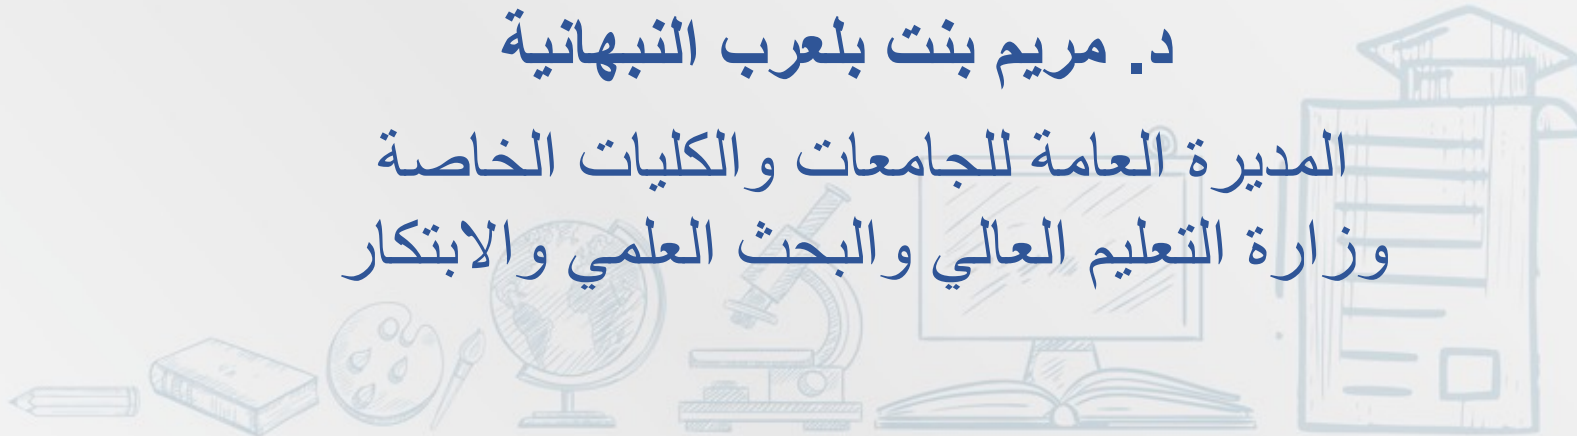 د. مريم بنت بلعرب النبهانية
المديرة العامة للجامعات والكليات الخاصة
وزارة التعليم العالي والبحث العلمي والابتكار